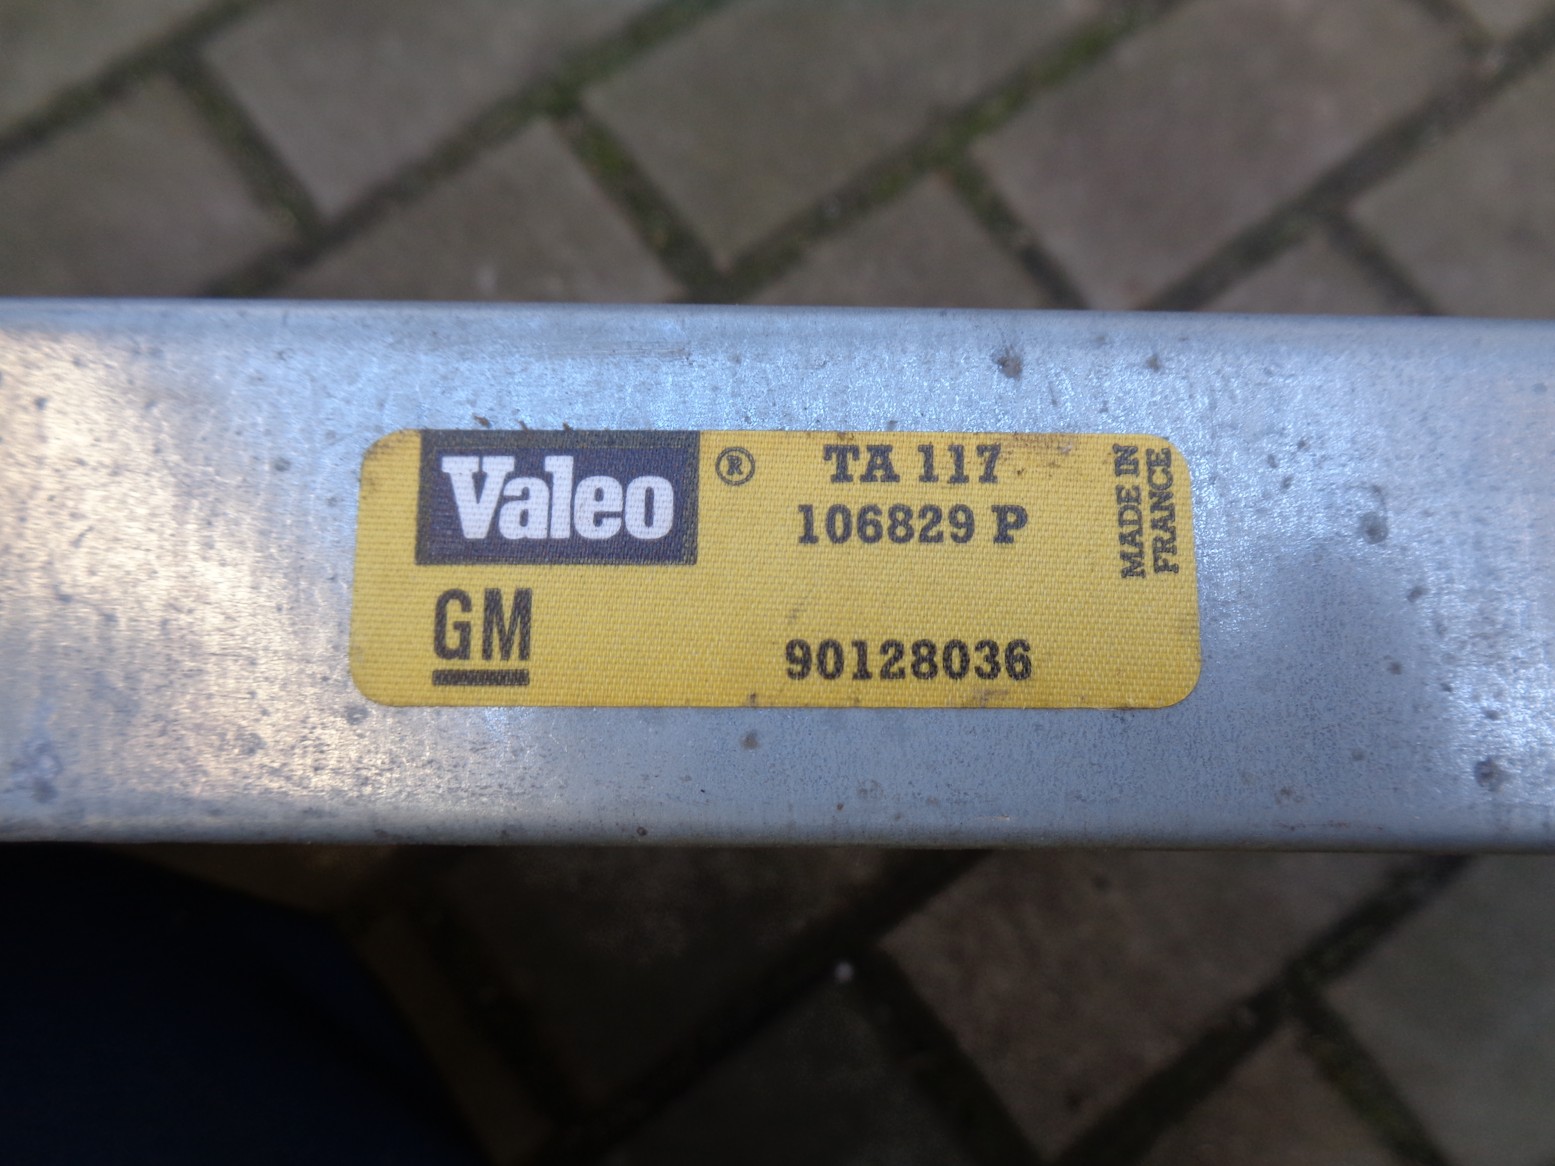 Valeo ®
TA 117
106829 P
MADE IN
FRANCE
GM
90128036